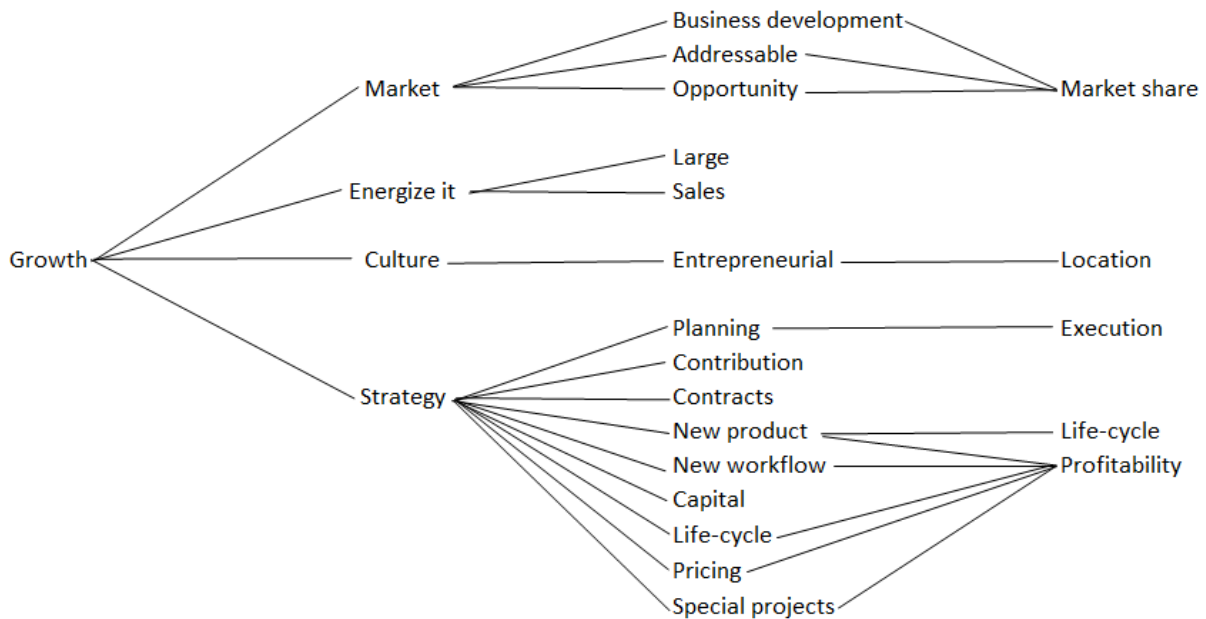 Business development
Addressable
Market
Opportunity
Market share
Large
Energize it
Sales
Growth
Culture
Entrepreneurial
Location
Planning
Execution
Contribution
Strategy
Contracts
New product
Life-cycle
New workflow
Profitability
Capital
Life-cycle
Pricing
Special projects